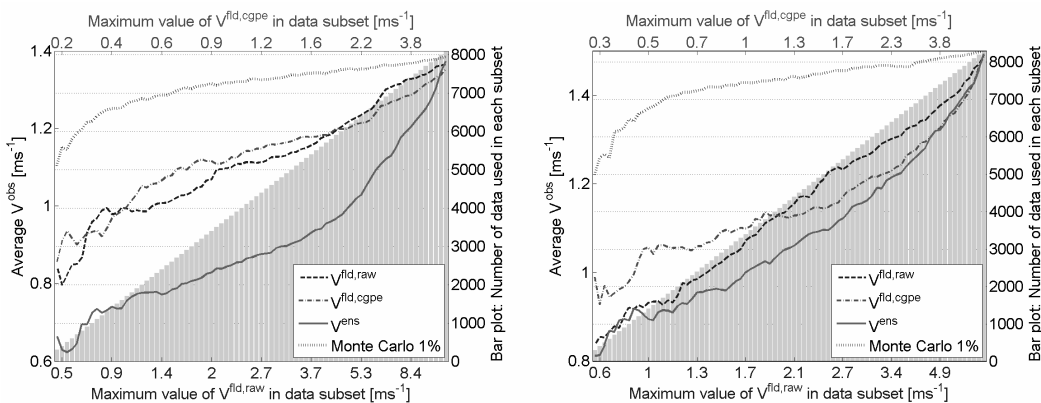 Maximum value of V^fld,cgpe in data subset [ms^-1]
0.2 0.4 0.6 0.9 1.2 1.6 2.2 3.8
1.4
1.2
1
0.8
0.6
Average V^obs [ms^-1]
8000
7000
6000
5000
4000
3000
2000
1000
0
Bar plot: Number of data used in each subset
V^fld,raw
V^fld,cgpe
V^ens
Monte Carlo 1%
0.5 0.9 1.4 2 2.7 3.7 5.3 8.4
Maximum value of V^fld,raw in data subset [ms^-1]
Maximum value of V^fld,cgpe in data subset [ms^-1]
0.3 0.5 0.7 1 1.3 1.7 2.3 3.8
1.4
1.2
1
0.8
Average V^obs [ms^-1]
8000
7000
6000
5000
4000
3000
2000
1000
0
Bar plot: Number of data used in each subset
V^fld,raw
V^fld,cgpe
V^ens
Monte Carlo 1%
0.6 1 1.3 1.7 2.1 2.7 3.4 4.9
Maximum value of V^fld,raw in data subset [ms^-1]